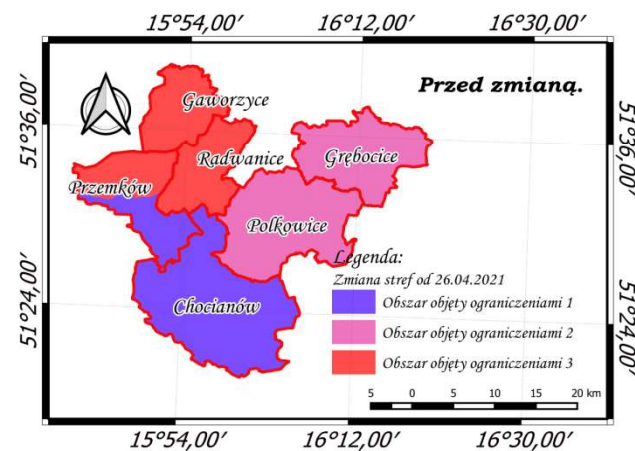 15°54,00′ 16°12,00′ 16°30,00′
Przed zmianą.
51°36,00′
51°36,00′
Gaworzyce
Radwanice
Grębocice
Przemków
Polkowice
Legenda:
Zmiana stref od 26.04.2021
51°24,00′
51°24,00′
Chocianów
Obszar objęty ograniczeniami 1
Obszar objęty ograniczeniami 2
Obszar objęty ograniczeniami 3
5 0 5 10 15 20 km
15°54,00′ 16°12,00′ 16°30,00′